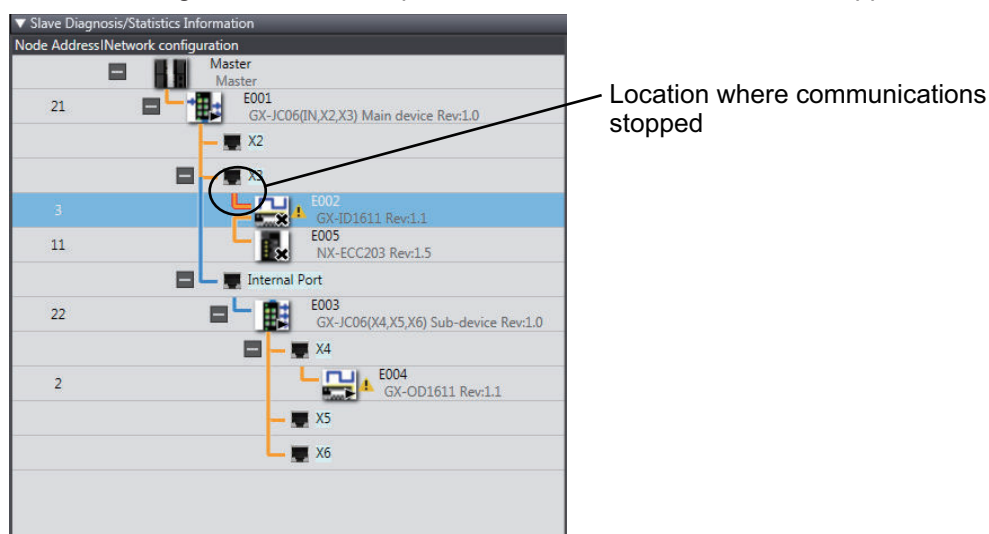 ▼ Slave Diagnosis/Statistics Information
Node Address|Network configuration
Master
Master
21
E001
GX-JC06(IN,X2,X3) Main device Rev:1.0
X2
X3
3
E002
GX-ID1611 Rev:1.1
11
E005
NX-ECC203 Rev:1.5
Internal Port
22
E003
GX-JC06(X4,X5,X6) Sub-device Rev:1.0
X4
2
E004
GX-OD1611 Rev:1.1
X5
X6
Location where communications
stopped